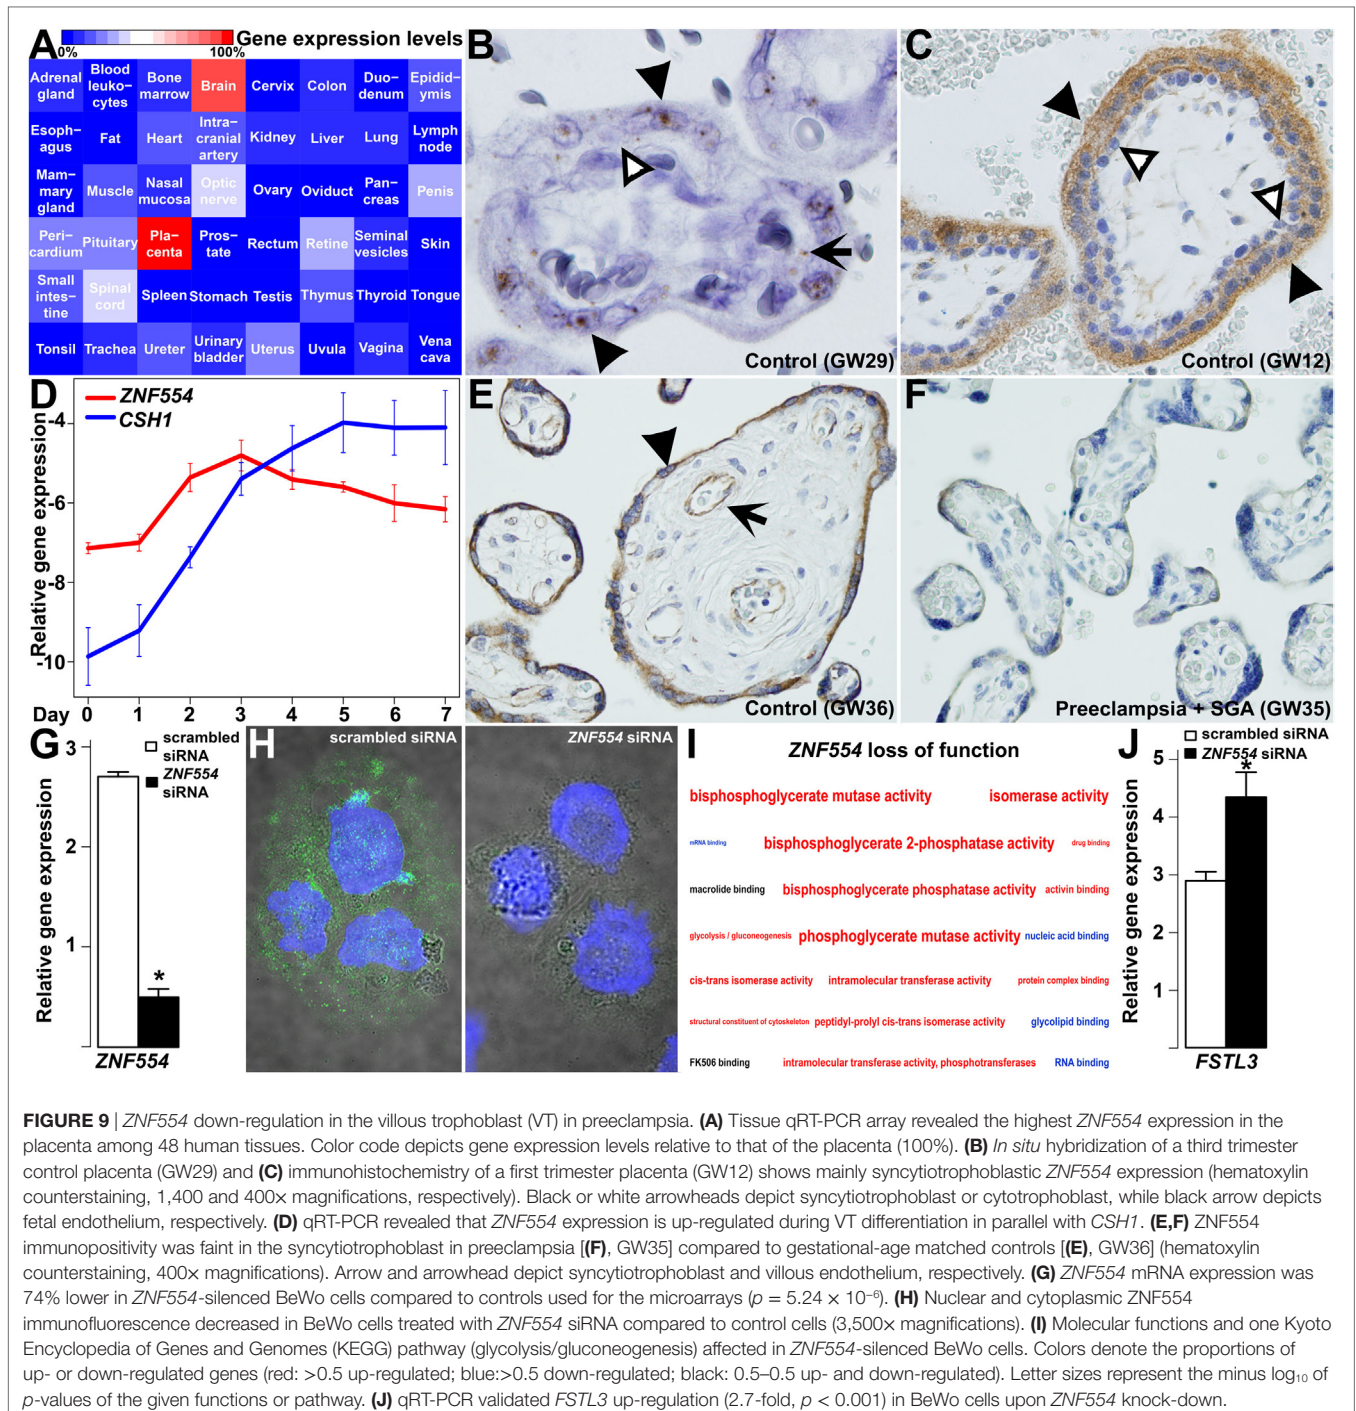 A
0%
100%
Gene expression levels
Adrenal gland
Blood leuko-cytes
Bone marrow
Brain
Cervix
Colon
Duo-denum
Epidid-ymis
Esoph-agus
Fat
Heart
Intra-cranial artery
Kidney
Liver
Lung
Lymph node
Mam-mary gland
Muscle
Nasal mucosa
Optic nerve
Ovary
Oviduct
Pan-creas
Penis
Peri-cardium
Pituitary
Pla-centa
Pros-tate
Rectum
Retine
Seminal vesicles
Skin
Small intes-tine
Spinal cord
Spleen
Stomach
Testis
Thymus
Thyroid
Tongue
Tonsil
Trachea
Ureter
Urinary bladder
Uterus
Uvula
Vagina
Vena cava
B
Control (GW29)
C
Control (GW12)
D
ZNF554
CSH1
Relative gene expression
-4
-6
-8
-10
Day 0 1 2 3 4 5 6 7
E
Control (GW36)
F
Preeclampsia + SGA (GW35)
G
scrambled siRNA
ZNF554 siRNA
Relative gene expression
3
2
1
*
ZNF554
H
scrambled siRNA
ZNF554 siRNA
I
ZNF554 loss of function
bisphosphoglycerate mutase activity isomerase activity
mRNA binding bisphosphoglycerate 2-phosphatase activity drug binding
macrolide binding bisphosphoglycerate phosphatase activity activin binding
glycolysis / gluconeogenesis phosphoglycerate mutase activity nucleic acid binding
cis-trans isomerase activity intramolecular transferase activity protein complex binding
structural constituent of cytoskeleton peptidyl-prolyl cis-trans isomerase activity glycolipid binding
FK506 binding intramolecular transferase activity, phosphotransferases RNA binding
J
scrambled siRNA
ZNF554 siRNA
Relative gene expression
5
4
3
2
1
*
FSTL3
FIGURE 9 | ZNF554 down-regulation in the villous trophoblast (VT) in preeclampsia. (A) Tissue qRT-PCR array revealed the highest ZNF554 expression in the
placenta among 48 human tissues. Color code depicts gene expression levels relative to that of the placenta (100%). (B) In situ hybridization of a third trimester
control placenta (GW29) and (C) immunohistochemistry of a first trimester placenta (GW12) shows mainly syncytiotrophoblastic ZNF554 expression (hematoxylin
counterstaining, 1,400 and 400× magnifications, respectively). Black or white arrowheads depict syncytiotrophoblast or cytotrophoblast, while black arrow depicts
fetal endothelium, respectively. (D) qRT-PCR revealed that ZNF554 expression is up-regulated during VT differentiation in parallel with CSH1. (E,F) ZNF554
immunopositivity was faint in the syncytiotrophoblast in preeclampsia [(F), GW35] compared to gestational-age matched controls [(E), GW36] (hematoxylin
counterstaining, 400× magnifications). Arrow and arrowhead depict syncytiotrophoblast and villous endothelium, respectively. (G) ZNF554 mRNA expression was
74% lower in ZNF554-silenced BeWo cells compared to controls used for the microarrays (p = 5.24 × 10⁻⁶). (H) Nuclear and cytoplasmic ZNF554
immunofluorescence decreased in BeWo cells treated with ZNF554 siRNA compared to control cells (3,500× magnifications). (I) Molecular functions and one Kyoto
Encyclopedia of Genes and Genomes (KEGG) pathway (glycolysis/gluconeogenesis) affected in ZNF554-silenced BeWo cells. Colors denote the proportions of
up- or down-regulated genes (red: >0.5 up-regulated; blue:>0.5 down-regulated; black: 0.5–0.5 up- and down-regulated). Letter sizes represent the minus log₁₀ of
p-values of the given functions or pathway. (J) qRT-PCR validated FSTL3 up-regulation (2.7-fold, p < 0.001) in BeWo cells upon ZNF554 knock-down.